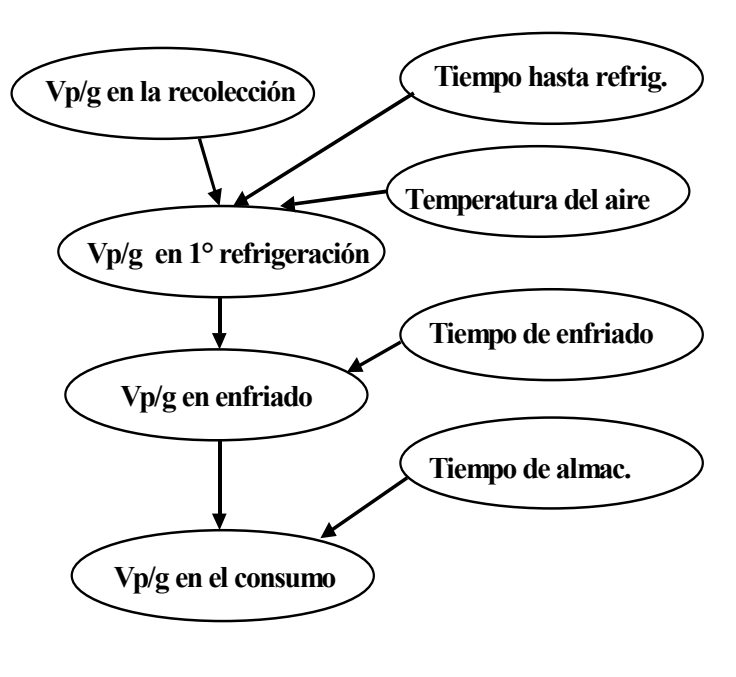 Vp/g en la recolección
Tiempo hasta refrig.
Temperatura del aire
Vp/g en 1° refrigeración
Tiempo de enfriado
Vp/g en enfriado
Tiempo de almac.
Vp/g en el consumo